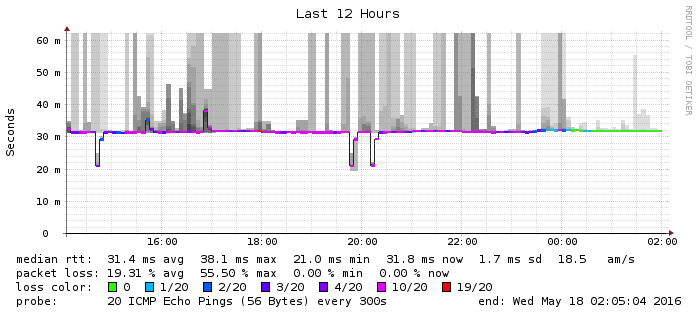 Last 12 Hours
RRDTOOL / TOBI OETIKER
Seconds
60 m
50 m
40 m
30 m
20 m
10 m
0
16:00 18:00 20:00 22:00 00:00 02:00
median rtt: 31.4 ms avg 38.1 ms max 21.0 ms min 31.8 ms now 1.7 ms sd 18.5 am/s
packet loss: 19.31 % avg 55.50 % max 0.00 % min 0.00 % now
loss color: 0 1/20 2/20 3/20 4/20 10/20 19/20
probe: 20 ICMP Echo Pings (56 Bytes) every 300s end: Wed May 18 02:05:04 2016